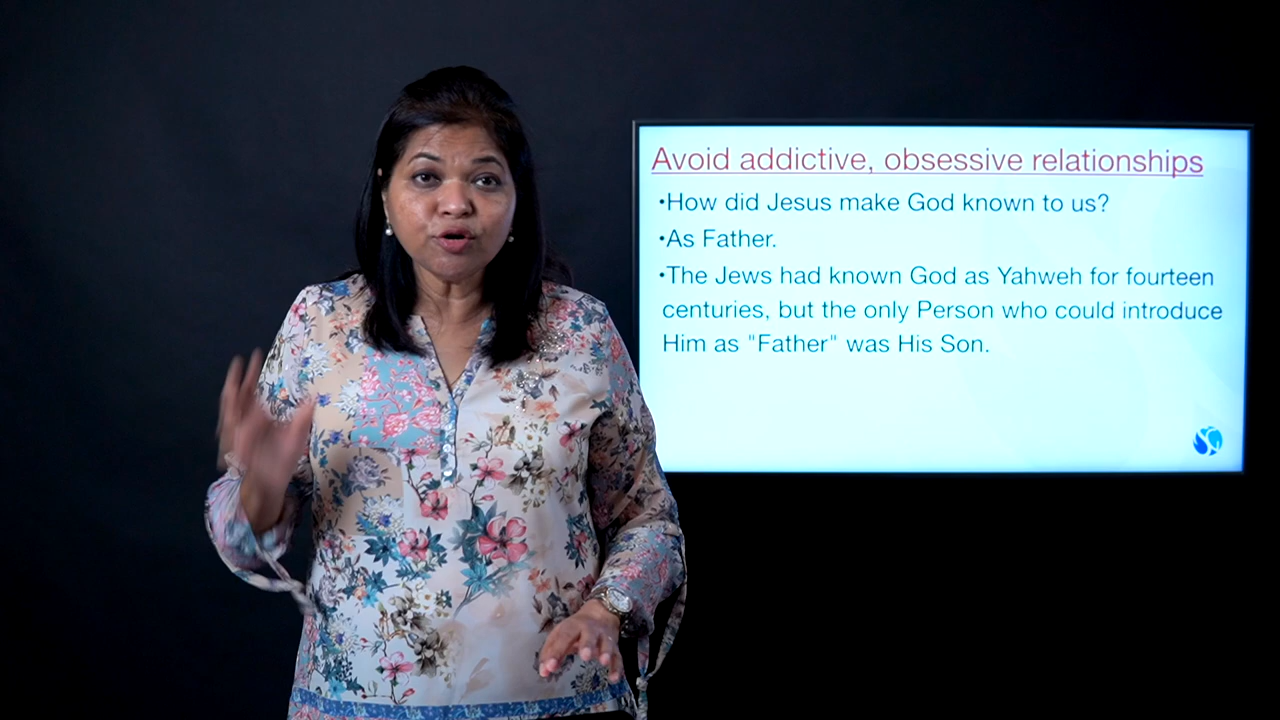 Avoid addictive, obsessive relationships
•How did Jesus make God known to us?
•As Father.
•The Jews had known God as Yahweh for fourteen
centuries, but the only Person who could introduce
Him as "Father" was His Son.